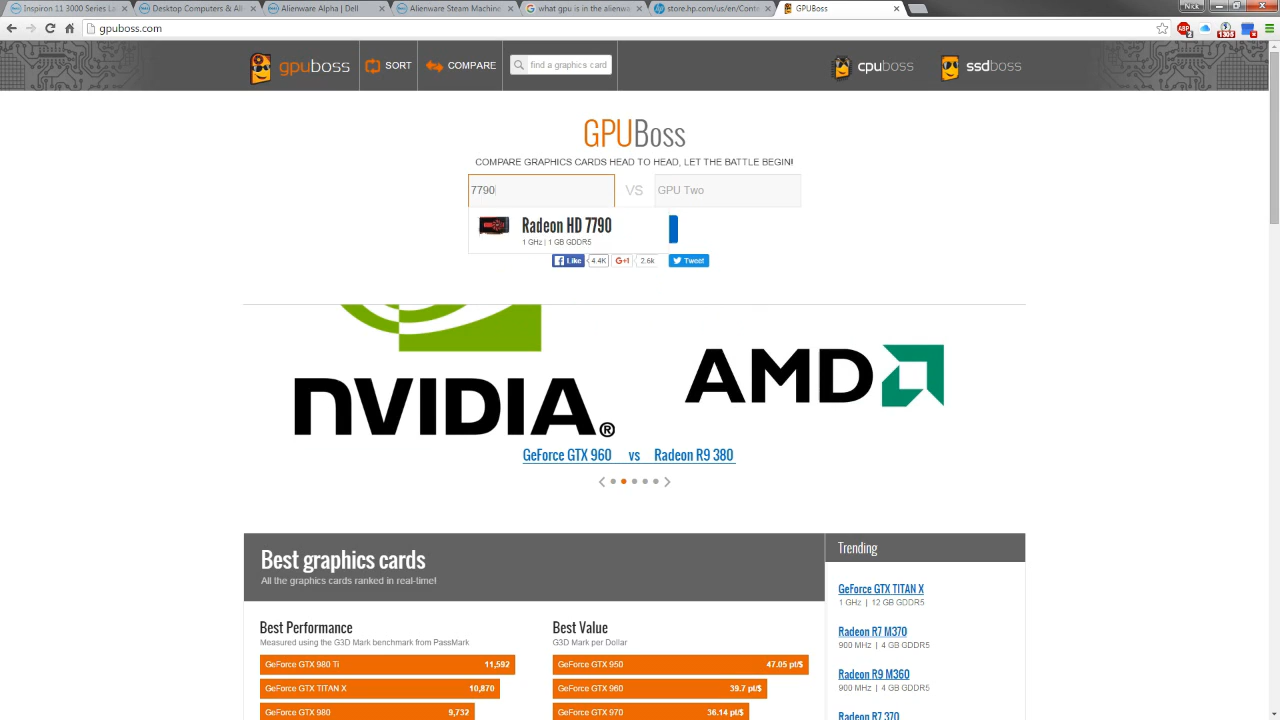 Inspiron 11 3000 Series La
Desktop Computers & All
Alienware Alpha | Dell
Alienware Steam Machine
what gpu is in the alienwa
store.hp.com/us/en/Conte
GPUBoss
Nick
gpuboss.com
gpuboss
SORT
COMPARE
find a graphics card
cpuboss
ssdboss
GPUBoss
COMPARE GRAPHICS CARDS HEAD TO HEAD, LET THE BATTLE BEGIN!
7790
VS
GPU Two
Radeon HD 7790
1 GHz | 1 GB GDDR5
Like
4.4K
G+1
2.6k
Tweet
NVIDIA®
AMD
GeForce GTX 960 vs Radeon R9 380
Best graphics cards
All the graphics cards ranked in real-time!
Trending
GeForce GTX TITAN X
1 GHz | 12 GB GDDR5
Radeon R7 M370
900 MHz | 4 GB GDDR5
Radeon R9 M360
900 MHz | 4 GB GDDR5
Radeon R7 370
Best Performance
Measured using the G3D Mark benchmark from PassMark
GeForce GTX 980 Ti 11,592
GeForce GTX TITAN X 10,870
GeForce GTX 980 9,732
Best Value
G3D Mark per Dollar
GeForce GTX 950 47.05 pt/$
GeForce GTX 960 39.7 pt/$
GeForce GTX 970 36.14 pt/$